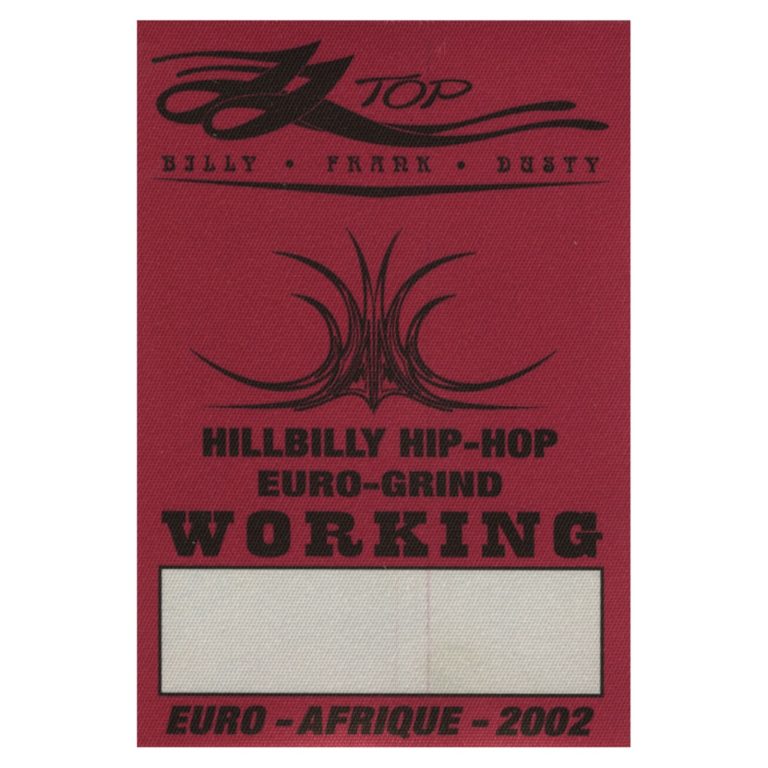 ZZ TOP
BILLY • FRANK • DUSTY
HILLBILLY HIP-HOP
EURO-GRIND
WORKING
EURO - AFRIQUE - 2002